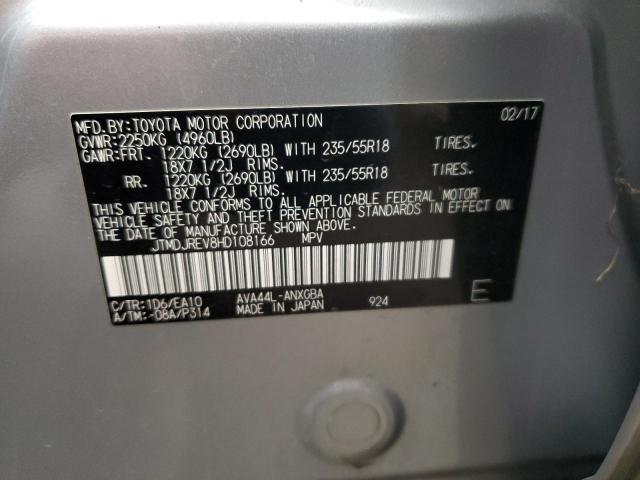 MFD.BY:TOYOTA MOTOR CORPORATION 02/17
GVWR:2250KG (4960LB)
GAWR:FRT. 1220KG (2690LB) WITH 235/55R18 TIRES.
18X7 1/2J RIMS.
RR. 1220KG (2690LB) WITH 235/55R18 TIRES.
18X7 1/2J RIMS.
THIS VEHICLE CONFORMS TO ALL APPLICABLE FEDERAL MOTOR
VEHICLE SAFETY AND THEFT PREVENTION STANDARDS IN EFFECT ON
THE DATE OF MANUFACTURE SHOWN ABOVE.
JTMDJREV8HD108166 MPV
C/TR:1D6/EA10 AVA44L-ANXGBA
A/TM:-08A/P314 MADE IN JAPAN 924 E